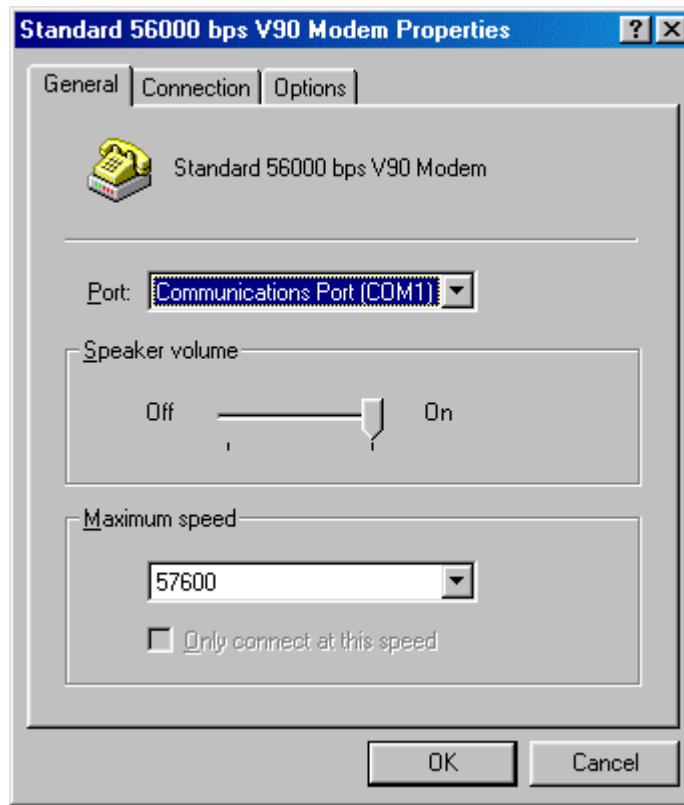 Standard 56000 bps V90 Modem Properties
General Connection Options
Standard 56000 bps V90 Modem
Port: Communications Port (COM1)
Speaker volume
Off On
Maximum speed
57600
Only connect at this speed
OK Cancel